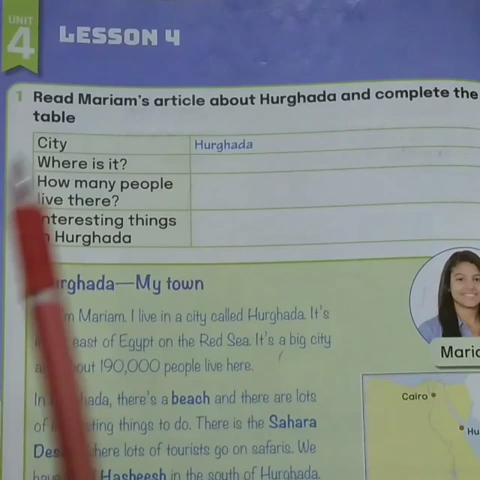 UNIT
4
LESSON 4
1 Read Mariam's article about Hurghada and complete the
table
City Hurghada
Where is it?
How many people
live there?
nteresting things
Hurghada
rghada—My town
m Mariam. I live in a city called Hurghada. It's
east of Egypt on the Red Sea. It's a big city
out 190,000 people live here.
In hada, there's a beach and there are lots
of ting things to do. There is the Sahara
Des here lots of tourists go on safaris. We
Hasheesh in the south of Hurghada.
Maria
Cairo
Hu